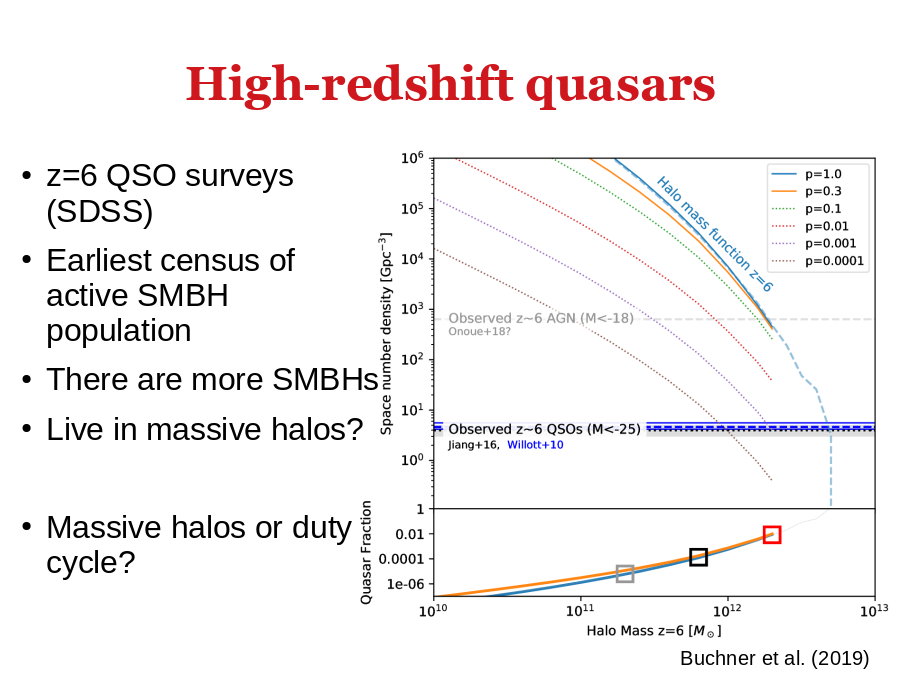 High-redshift quasars
• z=6 QSO surveys
(SDSS)
• Earliest census of
active SMBH
population
• There are more SMBHs
• Live in massive halos?
• Massive halos or duty
cycle?
Space number density [Gpc⁻³]
10⁶
10⁵
10⁴
10³
10²
10¹
10⁰
Halo mass function z=6
p=1.0
p=0.3
p=0.1
p=0.01
p=0.001
p=0.0001
Observed z~6 AGN (M<-18)
Onoue+18?
Observed z~6 QSOs (M<-25)
Jiang+16, Willott+10
Quasar Fraction
1
0.01
0.0001
1e-06
10¹⁰ 10¹¹ 10¹² 10¹³
Halo Mass z=6 [M☉]
Buchner et al. (2019)